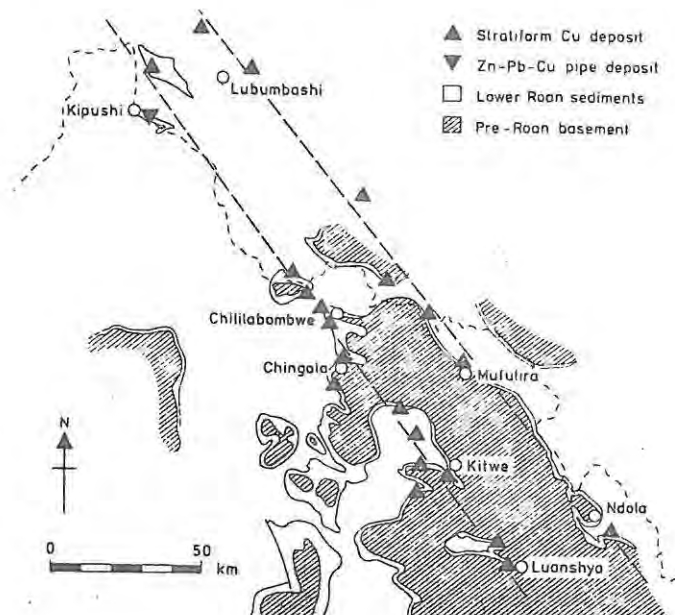 Stratiform Cu deposit
Zn-Pb-Cu pipe deposit
Lower Roan sediments
Pre-Roan basement
Lubumbashi
Kipushi
Chililabombwe
Chingola
Mufulira
N
Kitwe
Ndola
Luanshya
0 50
km